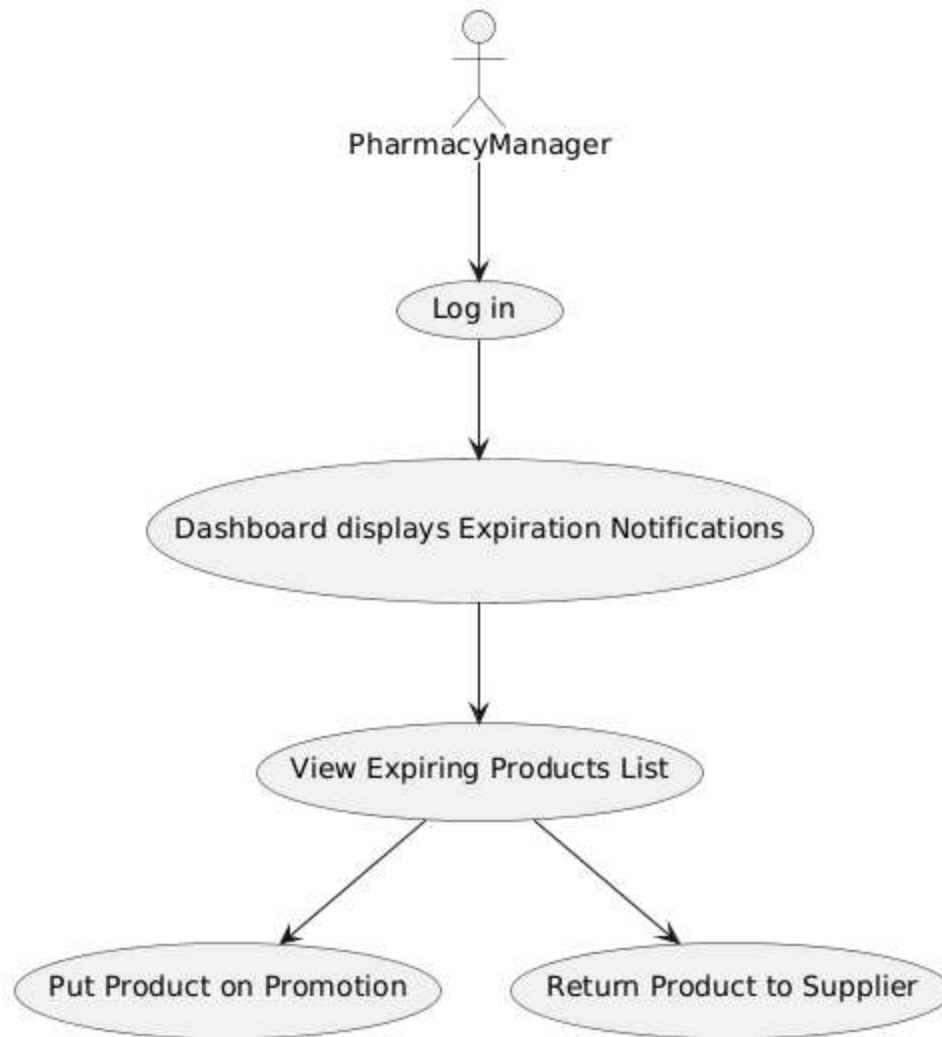 PharmacyManager
Log in
Dashboard displays Expiration Notifications
View Expiring Products List
Put Product on Promotion
Return Product to Supplier